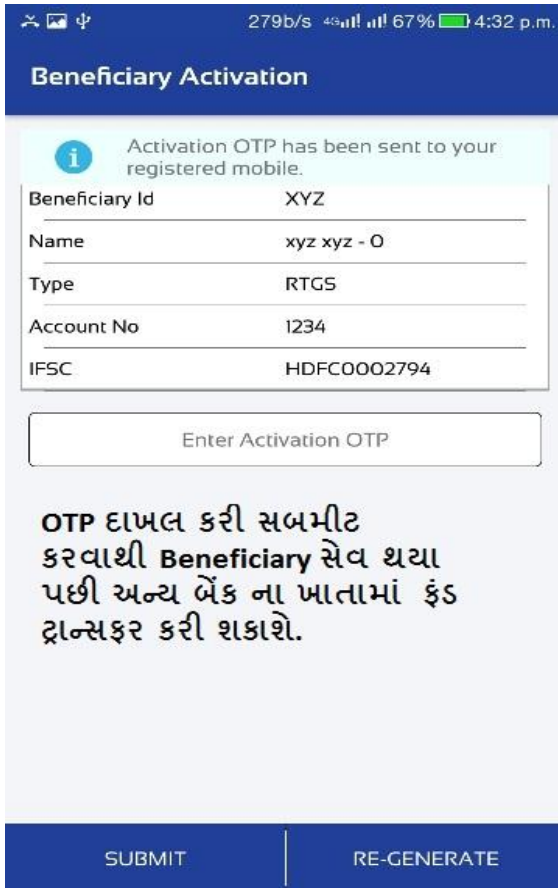 279b/s 4G 67% 4:32 p.m.
Beneficiary Activation
Activation OTP has been sent to your
registered mobile.
Beneficiary Id XYZ
Name xyz xyz - O
Type RTGS
Account No 1234
IFSC HDFC0002794
Enter Activation OTP
OTP દાખલ કરી સબમીટ
કરવાથી Beneficiary સેવ થયા
પછી અન્ય બેંક ના ખાતામાં ફંડ
ટ્રાન્સફર કરી શકાશે.
SUBMIT RE-GENERATE